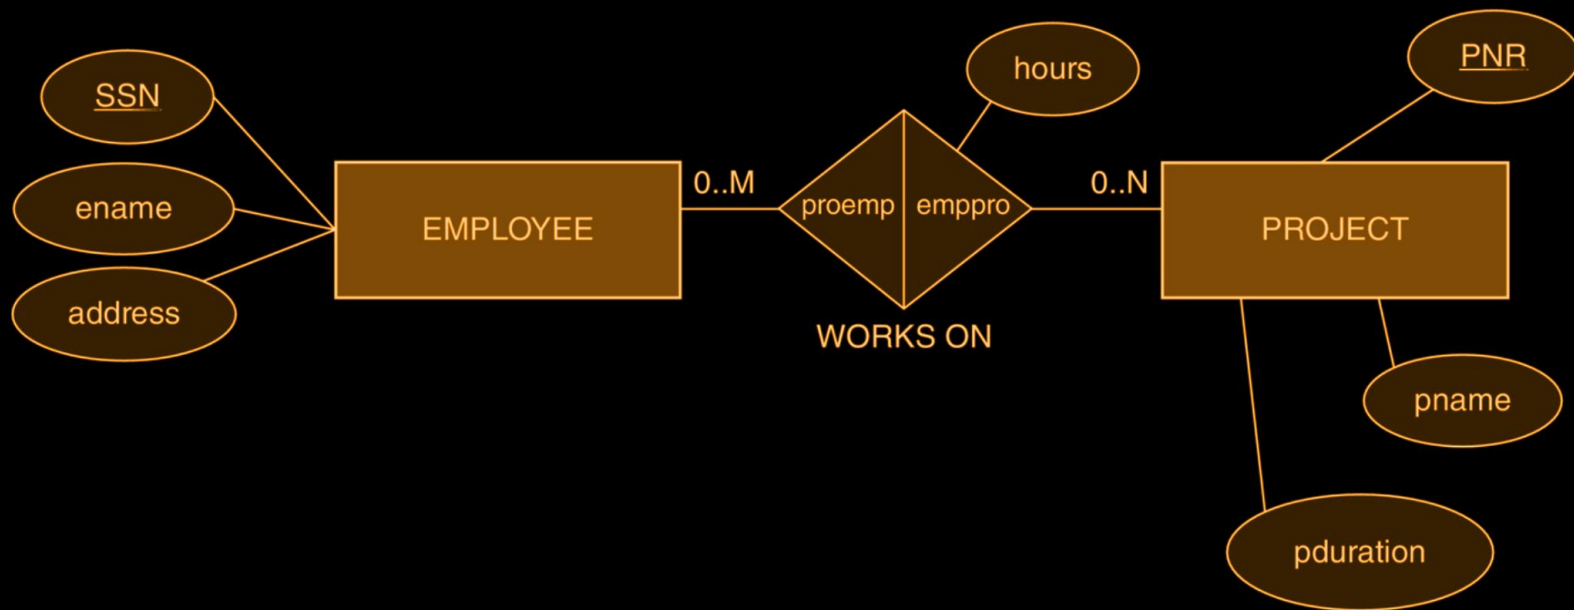 hours
PNR
SSN
0..M
0..N
ename
proemp
emppro
EMPLOYEE
PROJECT
address
WORKS ON
pname
pduration